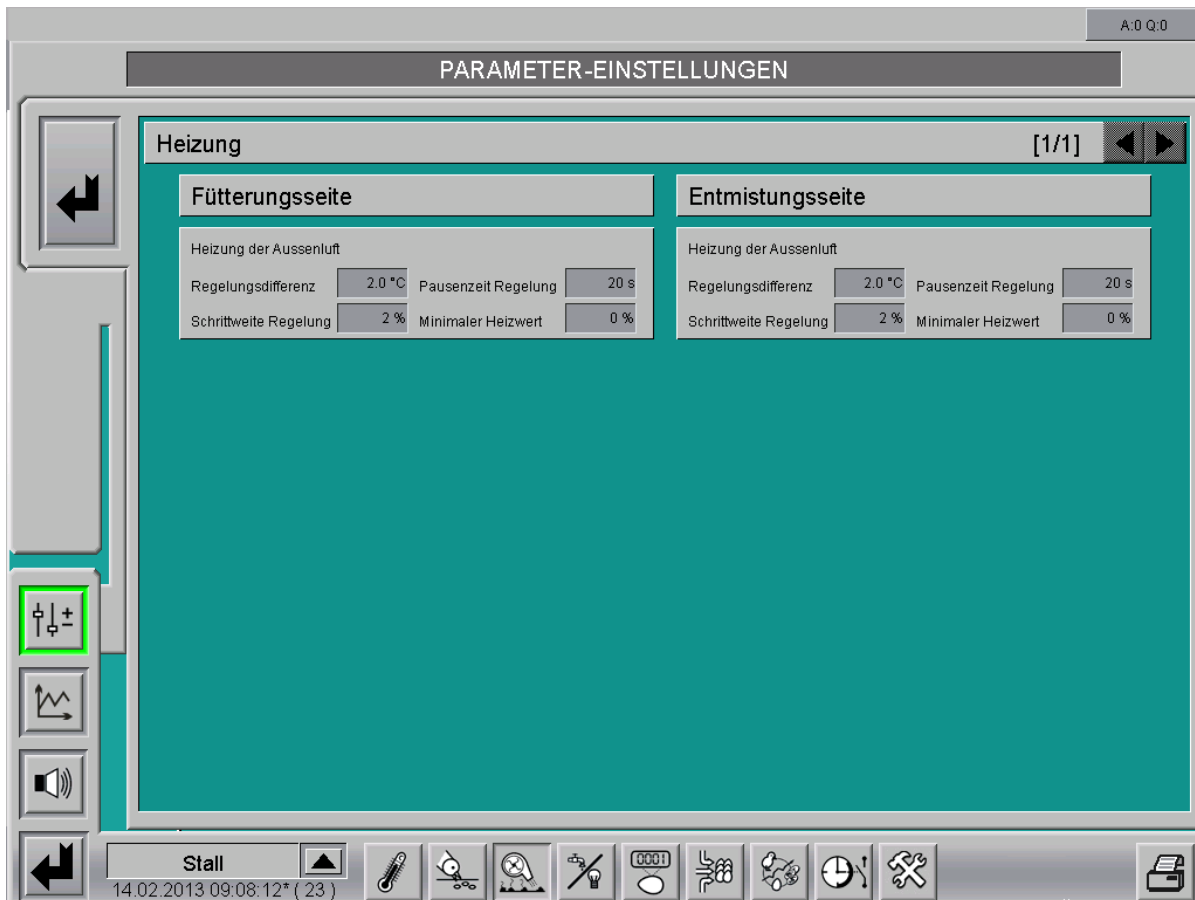 A:0 Q:0
PARAMETER-EINSTELLUNGEN
Heizung [1/1]
Fütterungsseite
Heizung der Aussenluft
Regelungsdifferenz 2.0 °C Pausenzeit Regelung 20 s
Schrittweite Regelung 2 % Minimaler Heizwert 0 %
Entmistungsseite
Heizung der Aussenluft
Regelungsdifferenz 2.0 °C Pausenzeit Regelung 20 s
Schrittweite Regelung 2 % Minimaler Heizwert 0 %
Stall
14.02.2013 09:08:12* ( 23 )
0001